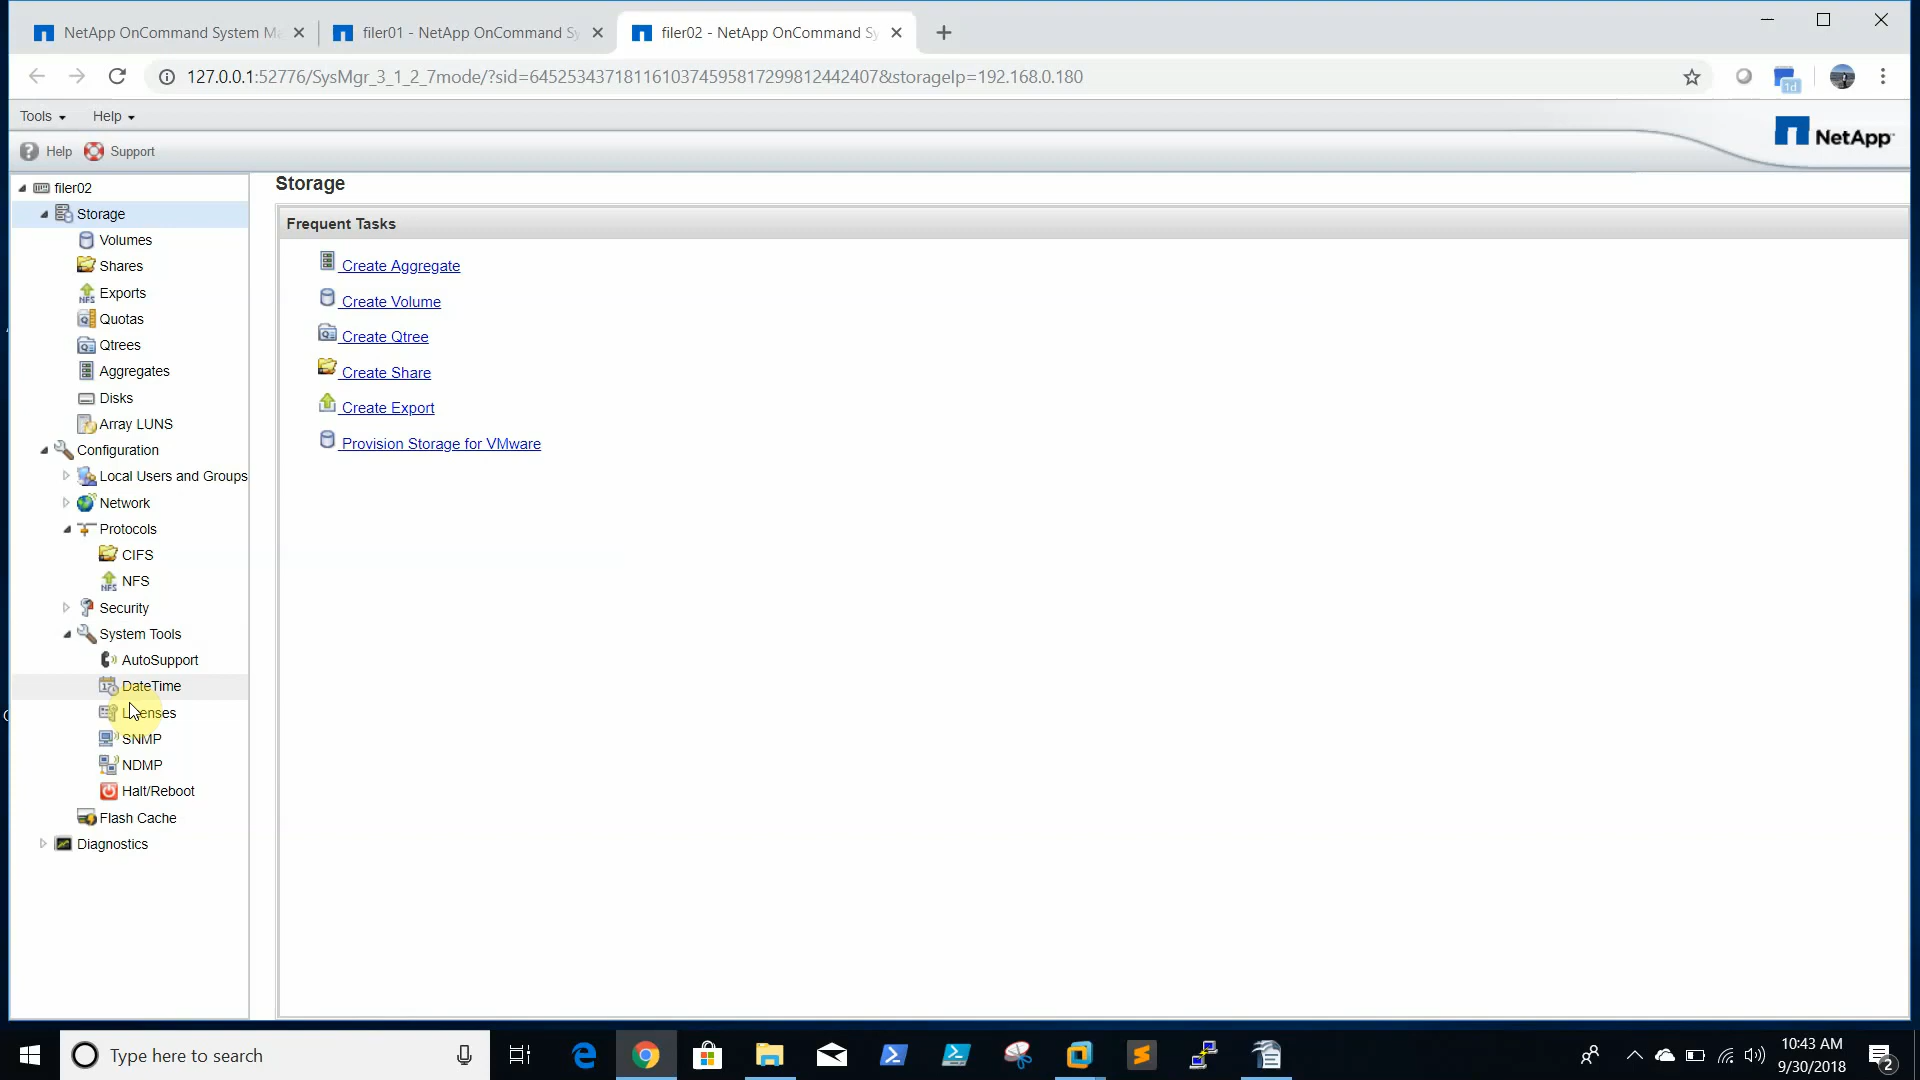 NetApp OnCommand System Ma
filer01 - NetApp OnCommand Sy
filer02 - NetApp OnCommand Sy
127.0.0.1:52776/SysMgr_3_1_2_7mode/?sid=6452534371811610374595817299812442407&storageIp=192.168.0.180
1d
Tools
Help
NetApp
Help
Support
filer02
Storage
Volumes
Shares
Exports
Quotas
Qtrees
Aggregates
Disks
Array LUNS
Configuration
Local Users and Groups
Network
Protocols
CIFS
NFS
Security
System Tools
AutoSupport
DateTime
Licenses
SNMP
NDMP
Halt/Reboot
Flash Cache
Diagnostics
Storage
Frequent Tasks
Create Aggregate
Create Volume
Create Qtree
Create Share
Create Export
Provision Storage for VMware
Type here to search
10:43 AM
9/30/2018
2